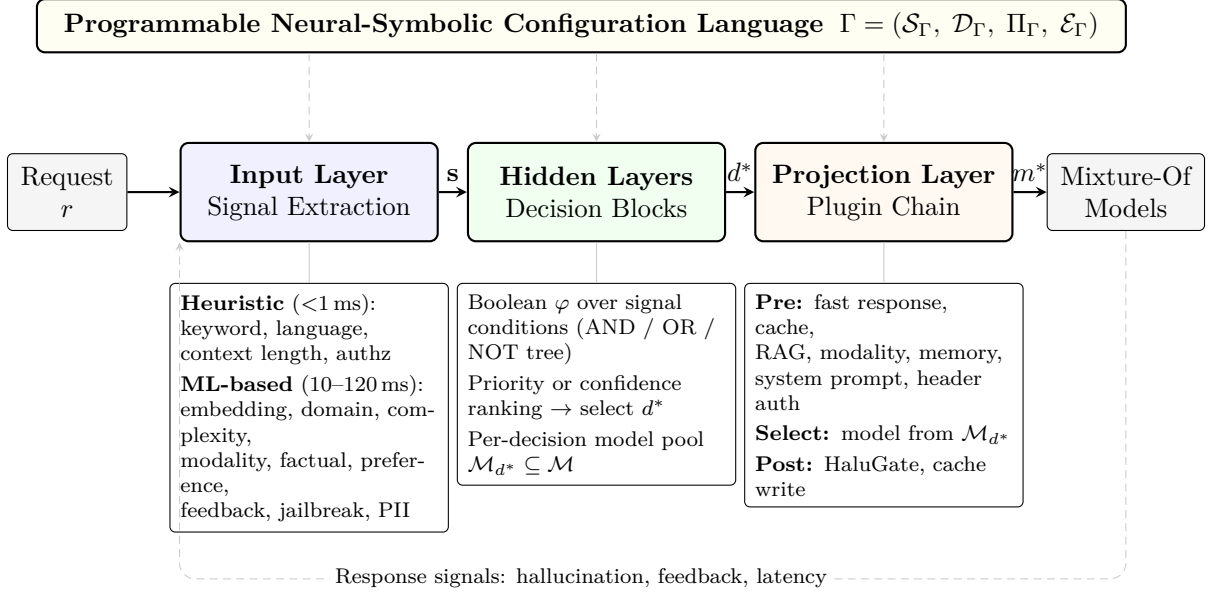 Programmable Neural-Symbolic Configuration Language Γ = (𝒮_Γ, 𝒟_Γ, Π_Γ, ℰ_Γ)
Request
r
Input Layer
Signal Extraction
s
Hidden Layers
Decision Blocks
d*
Projection Layer
Plugin Chain
m*
Mixture-Of
Models
Heuristic (<1 ms):
keyword, language,
context length, authz
ML-based (10–120 ms):
embedding, domain, com-
plexity,
modality, factual, prefer-
ence,
feedback, jailbreak, PII
Boolean φ over signal
conditions (AND / OR /
NOT tree)
Priority or confidence
ranking → select d*
Per-decision model pool
ℳ_d* ⊆ ℳ
Pre: fast response,
cache,
RAG, modality, memory,
system prompt, header
auth
Select: model from ℳ_d*
Post: HaluGate, cache
write
Response signals: hallucination, feedback, latency